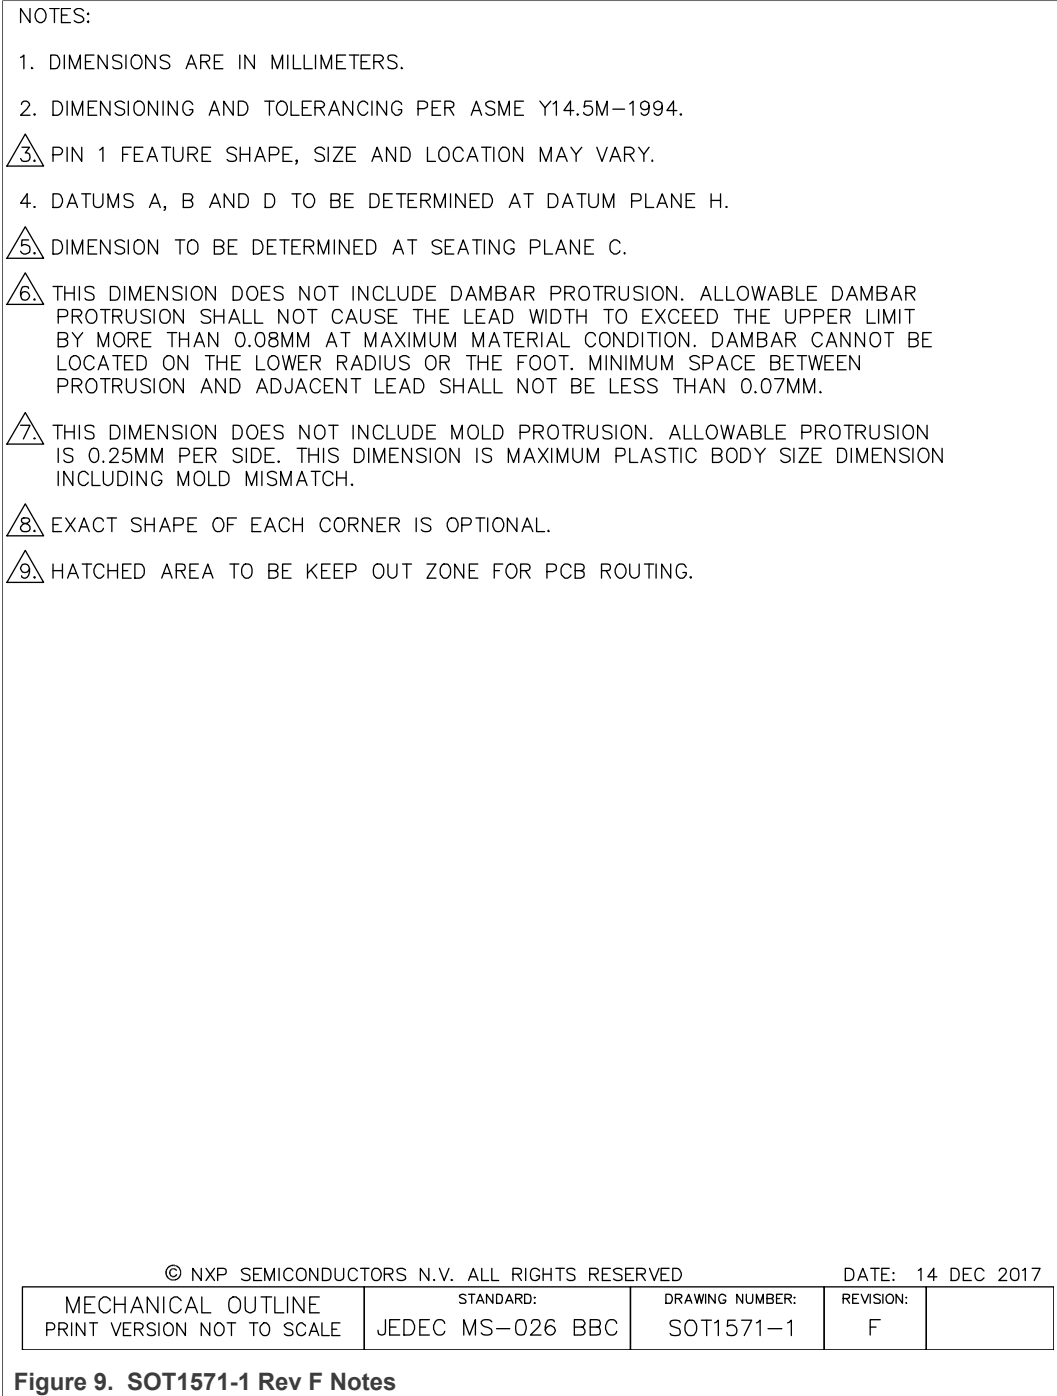 NOTES:
1. DIMENSIONS ARE IN MILLIMETERS.
2. DIMENSIONING AND TOLERANCING PER ASME Y14.5M−1994.
3. PIN 1 FEATURE SHAPE, SIZE AND LOCATION MAY VARY.
4. DATUMS A, B AND D TO BE DETERMINED AT DATUM PLANE H.
5. DIMENSION TO BE DETERMINED AT SEATING PLANE C.
6. THIS DIMENSION DOES NOT INCLUDE DAMBAR PROTRUSION. ALLOWABLE DAMBAR
PROTRUSION SHALL NOT CAUSE THE LEAD WIDTH TO EXCEED THE UPPER LIMIT
BY MORE THAN 0.08MM AT MAXIMUM MATERIAL CONDITION. DAMBAR CANNOT BE
LOCATED ON THE LOWER RADIUS OR THE FOOT. MINIMUM SPACE BETWEEN
PROTRUSION AND ADJACENT LEAD SHALL NOT BE LESS THAN 0.07MM.
7. THIS DIMENSION DOES NOT INCLUDE MOLD PROTRUSION. ALLOWABLE PROTRUSION
IS 0.25MM PER SIDE. THIS DIMENSION IS MAXIMUM PLASTIC BODY SIZE DIMENSION
INCLUDING MOLD MISMATCH.
8. EXACT SHAPE OF EACH CORNER IS OPTIONAL.
9. HATCHED AREA TO BE KEEP OUT ZONE FOR PCB ROUTING.
© NXP SEMICONDUCTORS N.V. ALL RIGHTS RESERVED
DATE: 14 DEC 2017
MECHANICAL OUTLINE
PRINT VERSION NOT TO SCALE
STANDARD:
JEDEC MS−026 BBC
DRAWING NUMBER:
SOT1571−1
REVISION:
F
Figure 9. SOT1571-1 Rev F Notes